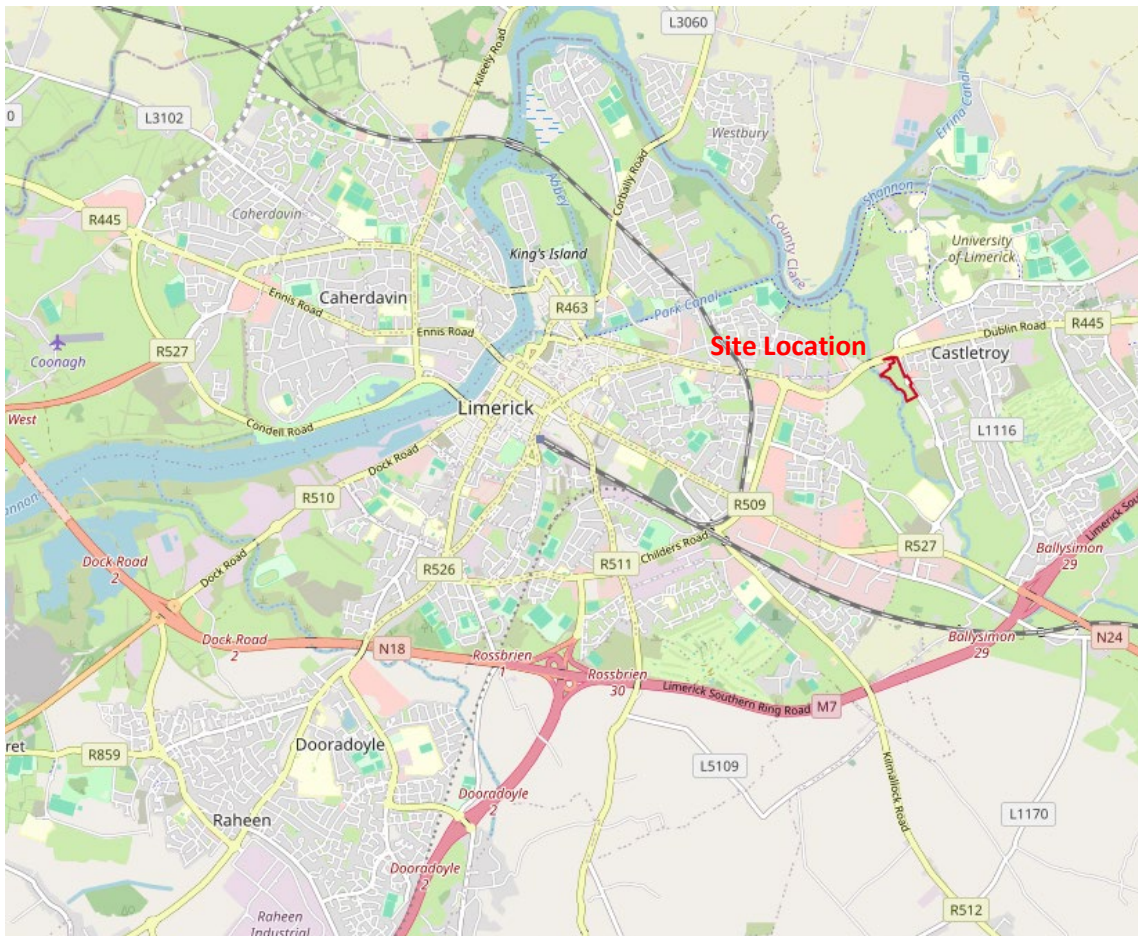 L3060
Kileely Road
0
L3102
Errina Canal
Westbury
Corbally Road
Abbey
Shannon
R445
Caherdavin
County Clare
University
of Limerick
King's Island
Caherdavin
Ennis Road
R463
Park Canal
Ennis Road
Dublin Road
R445
Coonagh
R527
Site Location
Castletroy
West
Condell Road
Limerick
L1116
Dock Road
R510
R509
Limerick Sou
Dock Road
2
Dock Road
R526
R511
Childers Road
R527
Ballysimon
29
Dock Road
2
N18
Rossbrien
1
Rossbrien
30
Ballysimon
29
N24
Limerick Southern Ring Road
M7
ret
R859
Dooradoyle
L5109
Kilmallock Road
Dooradoyle
2
Raheen
L1170
Dooradoyle
2
Raheen
Industrial
R512